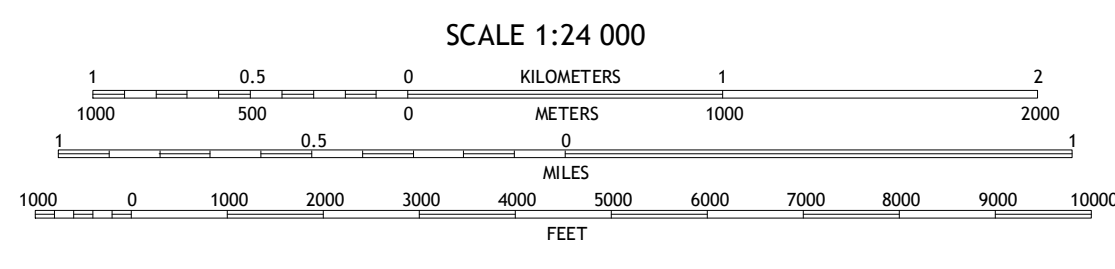 SCALE 1:24 000
1 0.5 0 KILOMETERS 1 2
1000 500 0 METERS 1000 2000
1 0.5 0 1
MILES
1000 0 1000 2000 3000 4000 5000 6000 7000 8000 9000 10000
FEET